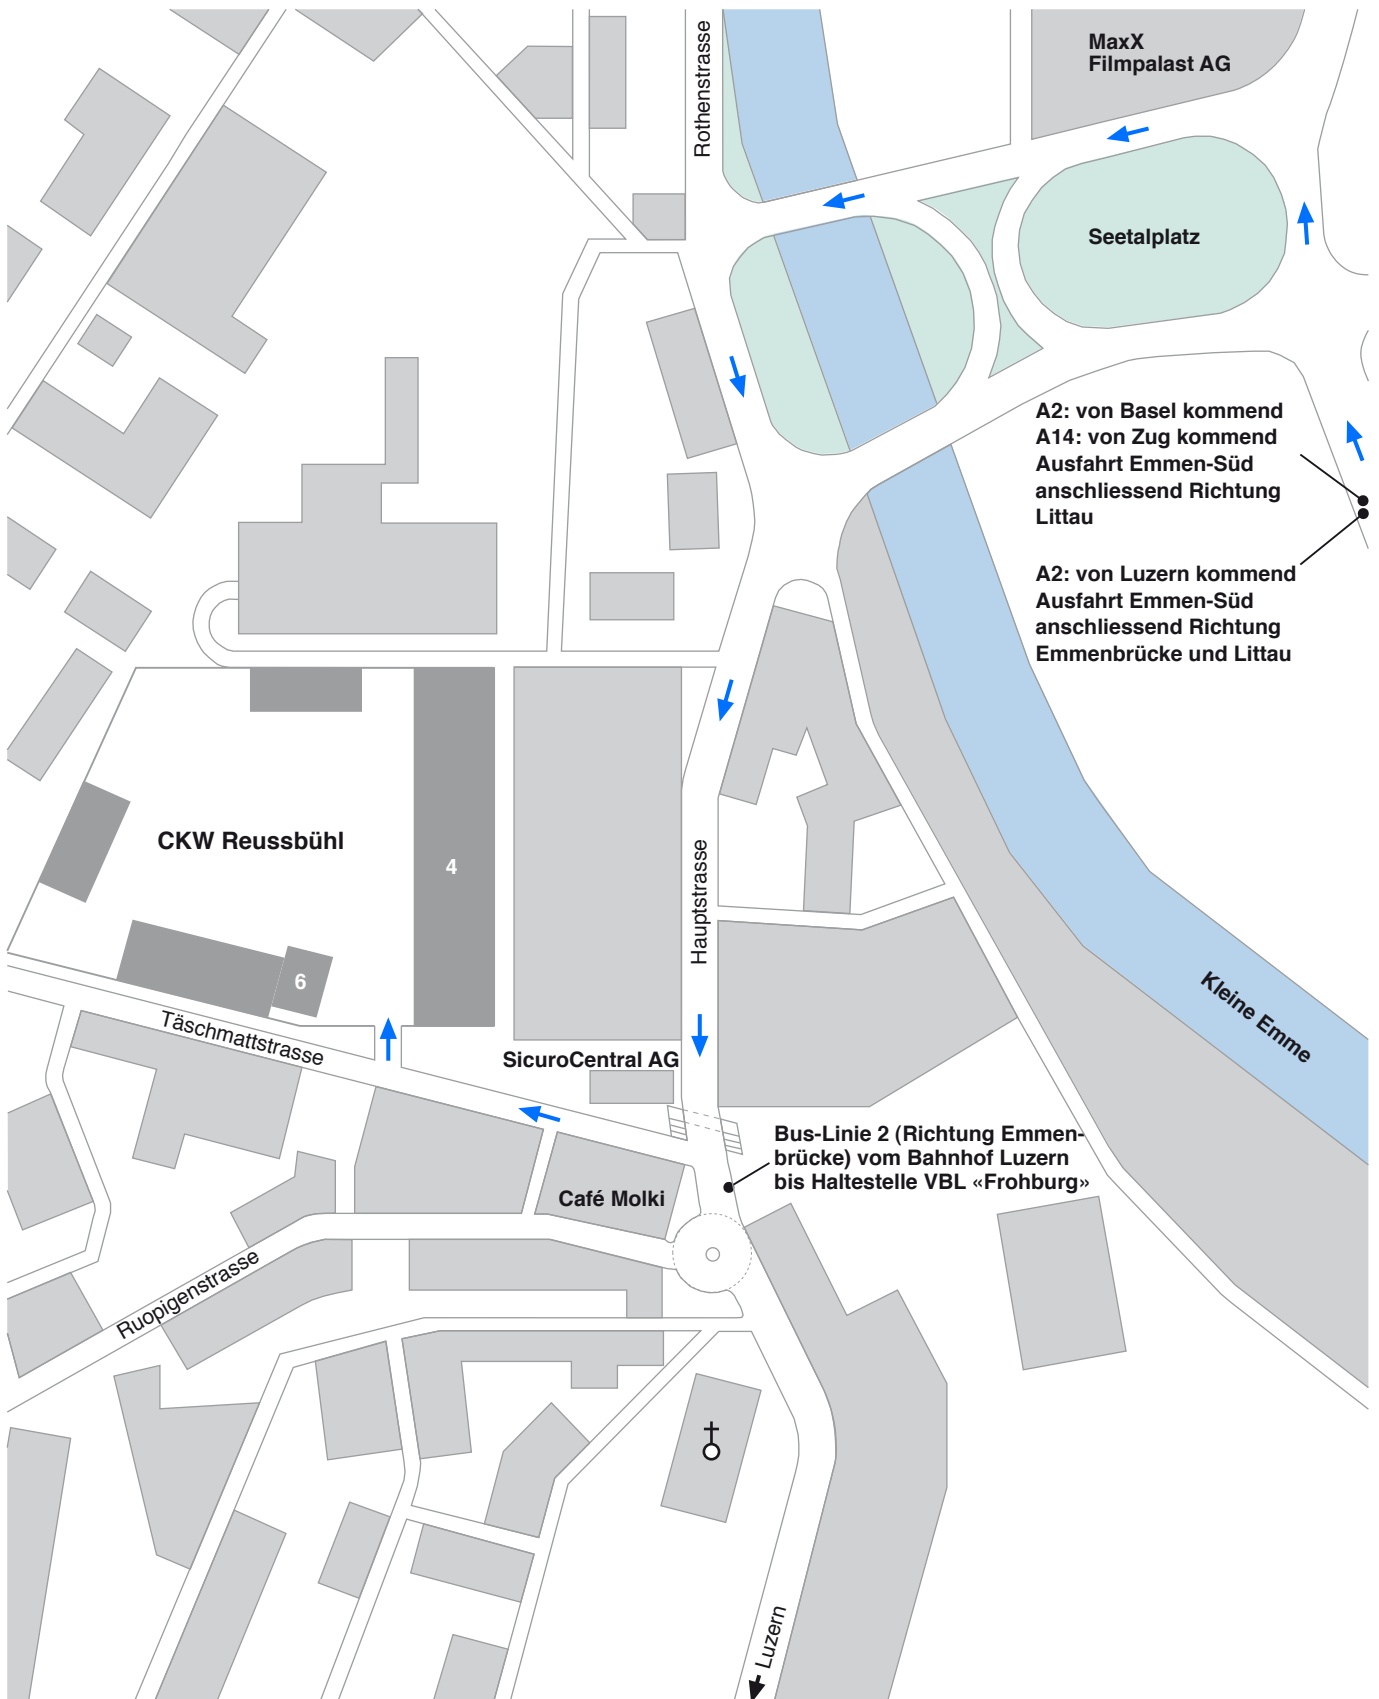 MaxX
Filmpalast AG
Rothenstrasse
Seetalplatz
A2: von Basel kommend
A14: von Zug kommend
Ausfahrt Emmen-Süd
anschliessend Richtung
Littau
A2: von Luzern kommend
Ausfahrt Emmen-Süd
anschliessend Richtung
Emmenbrücke und Littau
CKW Reussbühl
4
Hauptstrasse
6
Kleine Emme
Täschmattstrasse
SicuroCentral AG
Bus-Linie 2 (Richtung Emmen-
brücke) vom Bahnhof Luzern
bis Haltestelle VBL «Frohburg»
Café Molki
Ruopigenstrasse
Luzern